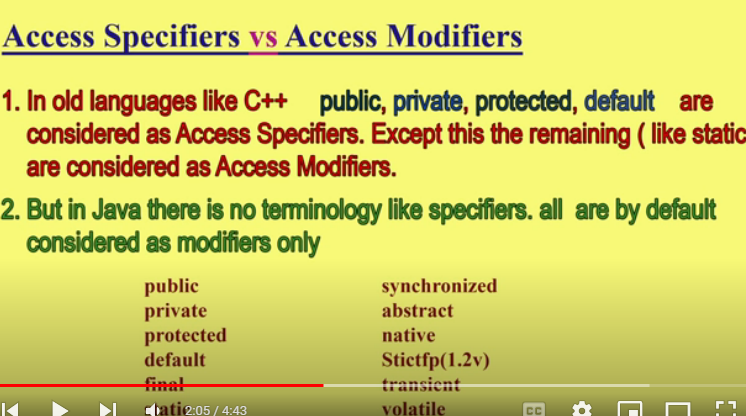 Access Specifiers vs Access Modifiers
1. In old languages like C++ public, private, protected, default are
considered as Access Specifiers. Except this the remaining ( like static
are considered as Access Modifiers.
2. But in Java there is no terminology like specifiers. all are by default
considered as modifiers only
public synchronized
private abstract
protected native
default Stictfp(1.2v)
final transient
static volatile
2:05 / 4:43 CC